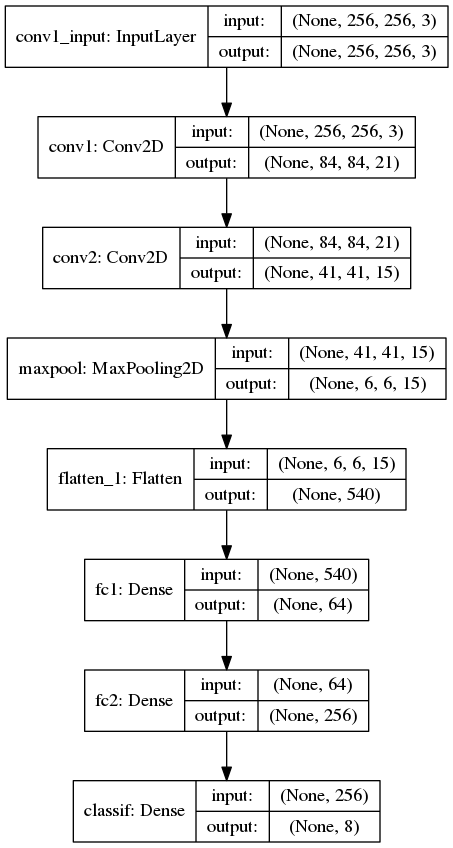 conv1_input: InputLayer
input: (None, 256, 256, 3)
output: (None, 256, 256, 3)
conv1: Conv2D
input: (None, 256, 256, 3)
output: (None, 84, 84, 21)
conv2: Conv2D
input: (None, 84, 84, 21)
output: (None, 41, 41, 15)
maxpool: MaxPooling2D
input: (None, 41, 41, 15)
output: (None, 6, 6, 15)
flatten_1: Flatten
input: (None, 6, 6, 15)
output: (None, 540)
fc1: Dense
input: (None, 540)
output: (None, 64)
fc2: Dense
input: (None, 64)
output: (None, 256)
classif: Dense
input: (None, 256)
output: (None, 8)